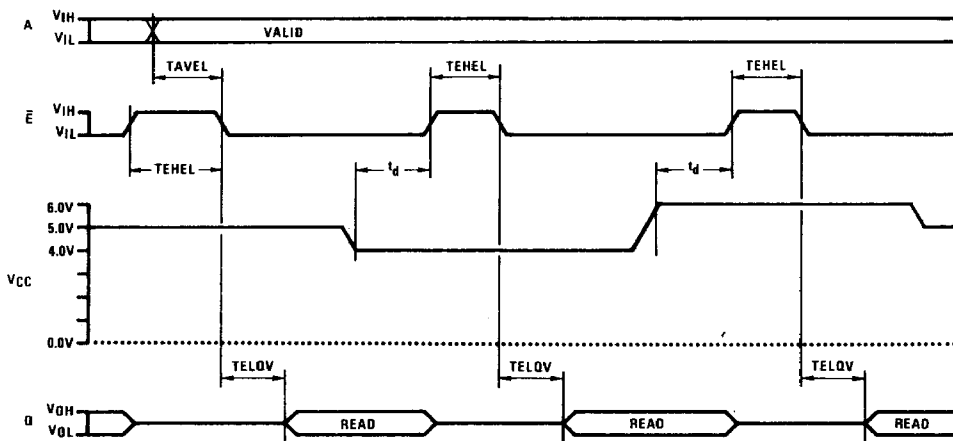 A
VIH
VIL
VALID
TAVEL
TEHEL
TEHEL
Ē
VIH
VIL
TEHEL
td
td
6.0V
5.0V
4.0V
VCC
0.0V
TELQV
TELQV
TELQV
Q
VOH
VOL
READ
READ
READ